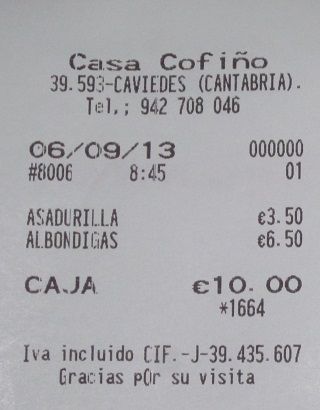 Casa Cofiño
39.593-CAVIEDES (CANTABRIA).
Tel,; 942 708 046
06/09/13 000000
#8006 8:45 01
ASADURILLA €3.50
ALBONDIGAS €6.50
CAJA €10.00
*1664
Iva incluido CIF.-J-39.435.607
Gracias p0r su visita